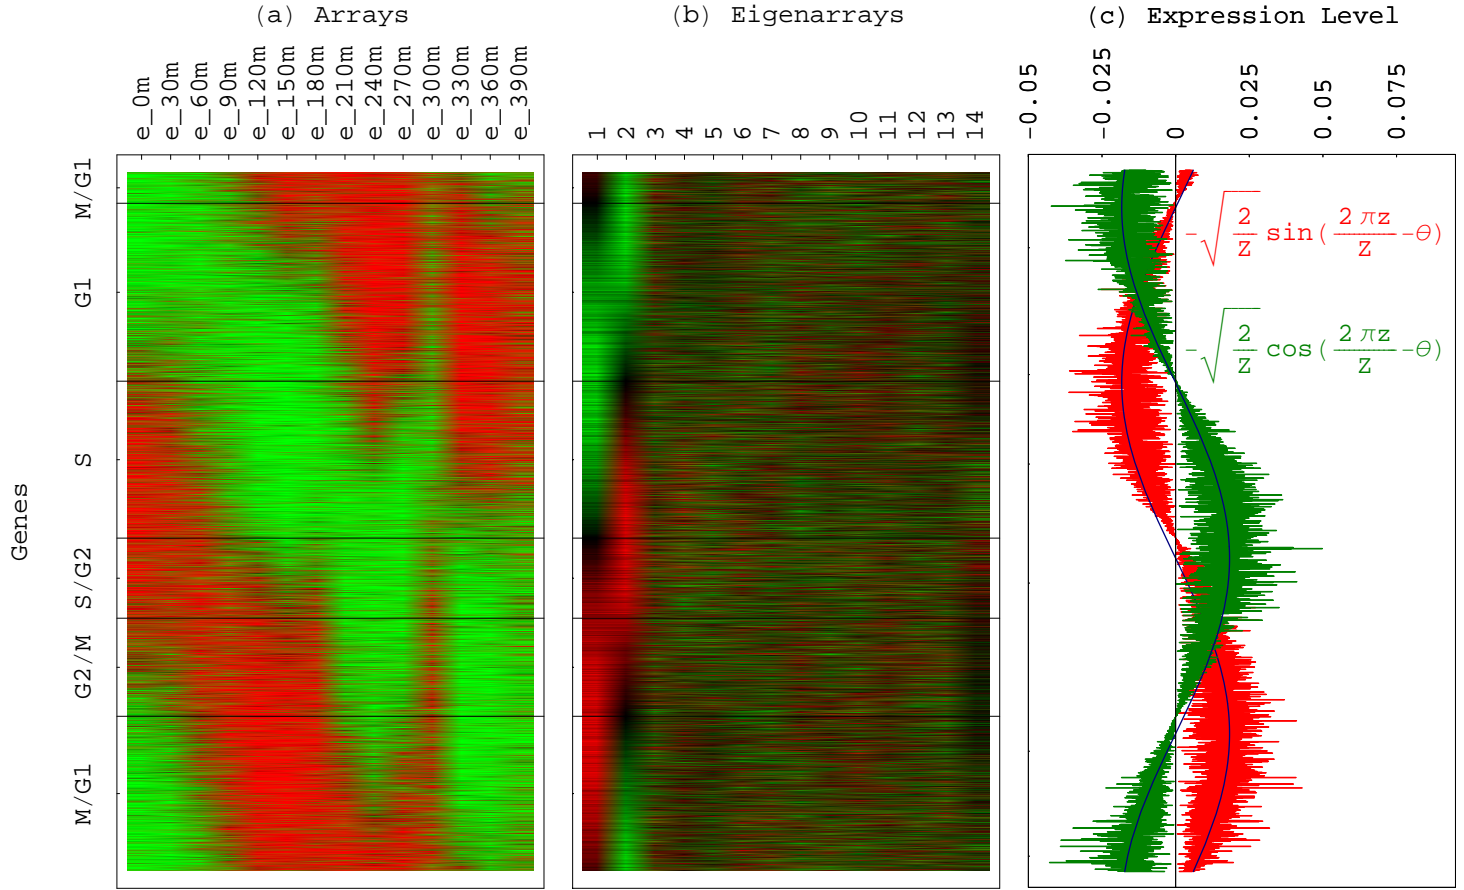 (a) Arrays
(b) Eigenarrays
(c) Expression Level
e_0m
e_30m
e_60m
e_90m
e_120m
e_150m
e_180m
e_210m
e_240m
e_270m
e_300m
e_330m
e_360m
e_390m
1
2
3
4
5
6
7
8
9
10
11
12
13
14
-0.05
-0.025
0
0.025
0.05
0.075
Genes
M/G1
G1
S
S/G2
G2/M
M/G1
-√(2/Z) sin(2πz/Z-θ)
-√(2/Z) cos(2πz/Z-θ)